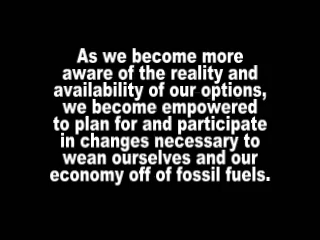 As we become more
aware of the reality and
availability of our options,
we become empowered
to plan for and participate
in changes necessary to
wean ourselves and our
economy off of fossil fuels.